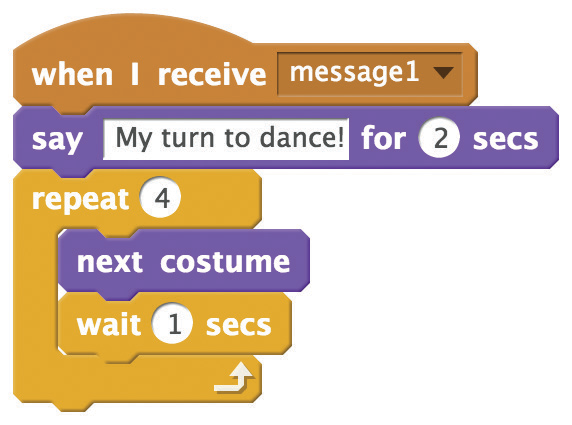 when I receive message1
say My turn to dance! for 2 secs
repeat 4
next costume
wait 1 secs